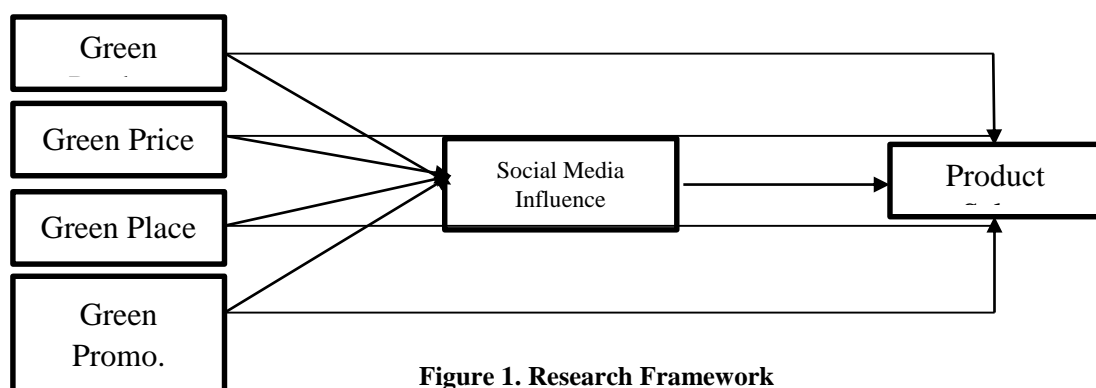 Green
Green Price
Green Place
Green
Promo.
Social Media
Influence
Product
Figure 1. Research Framework